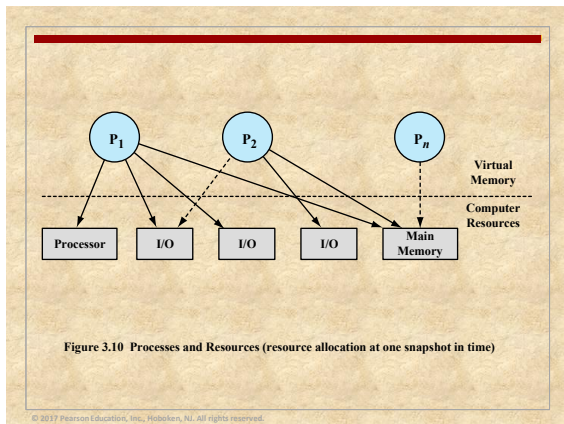 P1
P2
Pn
Virtual
Memory
Computer
Resources
Processor
I/O
I/O
I/O
Main
Memory
Figure 3.10 Processes and Resources (resource allocation at one snapshot in time)
© 2017 Pearson Education, Inc., Hoboken, NJ. All rights reserved.